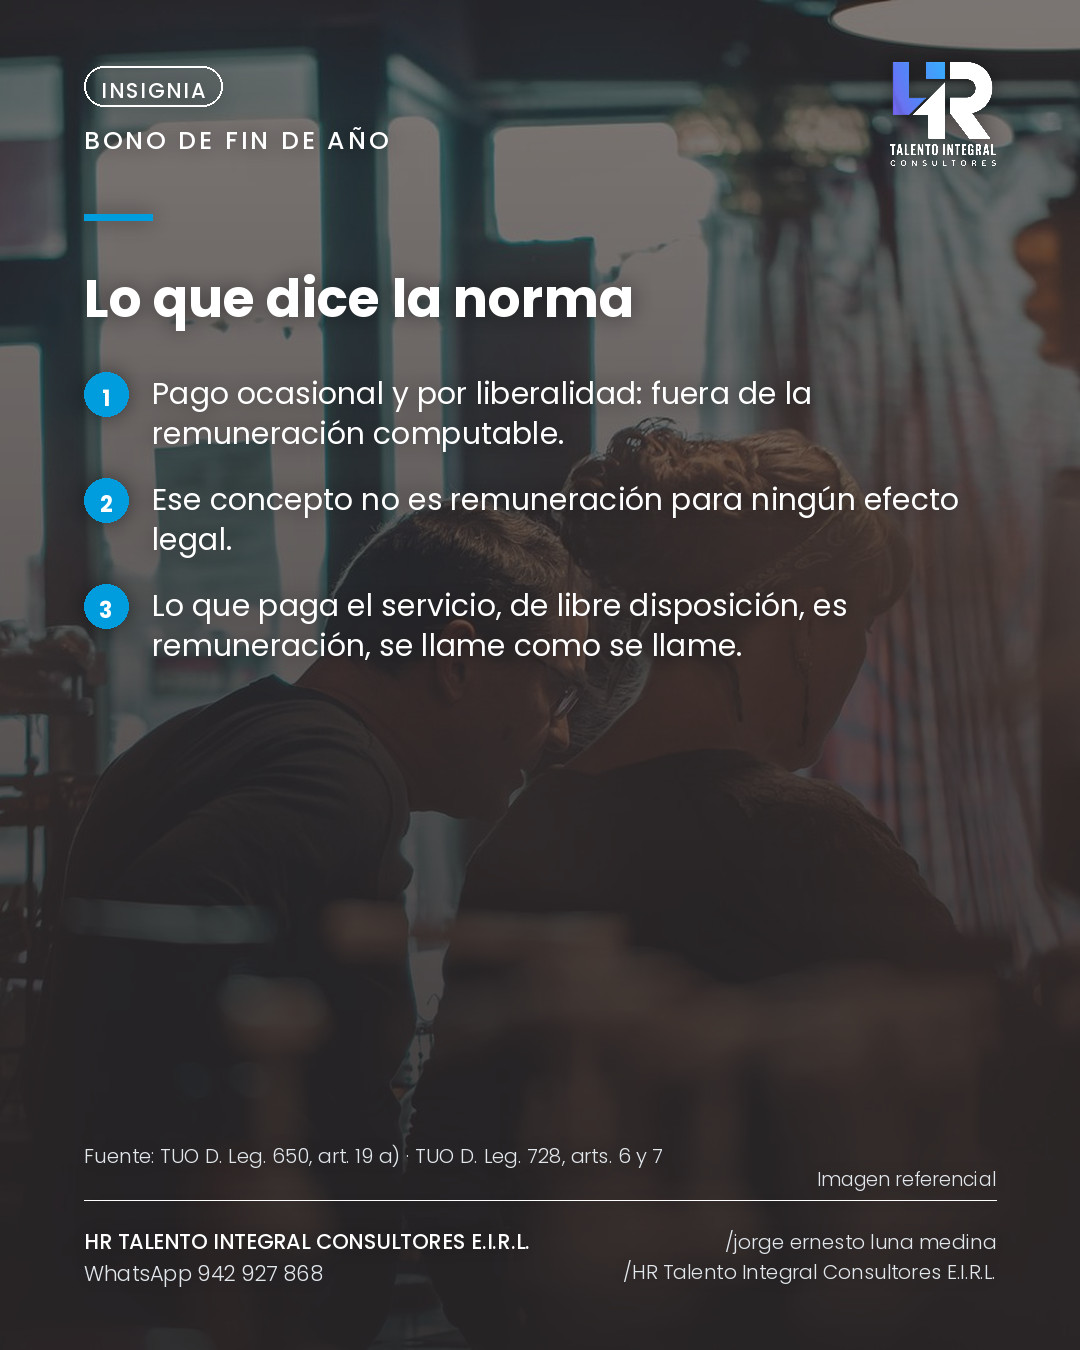 INSIGNIA
BONO DE FIN DE AÑO
HR
TALENTO INTEGRAL
CONSULTORES
Lo que dice la norma
1 Pago ocasional y por liberalidad: fuera de la
remuneración computable.
2 Ese concepto no es remuneración para ningún efecto
legal.
3 Lo que paga el servicio, de libre disposición, es
remuneración, se llame como se llame.
Fuente: TUO D. Leg. 650, art. 19 a) · TUO D. Leg. 728, arts. 6 y 7
Imagen referencial
HR TALENTO INTEGRAL CONSULTORES E.I.R.L.
WhatsApp 942 927 868
/jorge ernesto luna medina
/HR Talento Integral Consultores E.I.R.L.